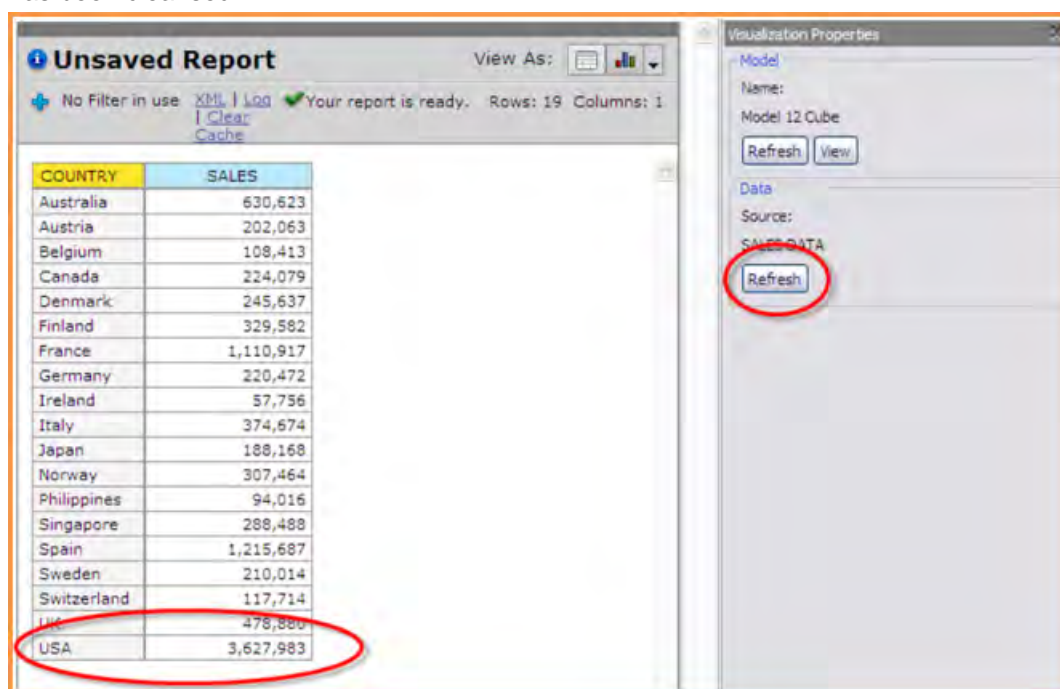 Unsaved Report
View As:
No Filter in use XML | Log ✔Your report is ready. Rows: 19 Columns: 1
| Clear
Cache
COUNTRY SALES
Australia 630,623
Austria 202,063
Belgium 108,413
Canada 224,079
Denmark 245,637
Finland 329,582
France 1,110,917
Germany 220,472
Ireland 57,756
Italy 374,674
Japan 188,168
Norway 307,464
Philippines 94,016
Singapore 288,488
Spain 1,215,687
Sweden 210,014
Switzerland 117,714
UK 478,880
USA 3,627,983
Visualization Properties
Model
Name:
Model 12 Cube
Refresh View
Data
Source:
SALES DATA
Refresh